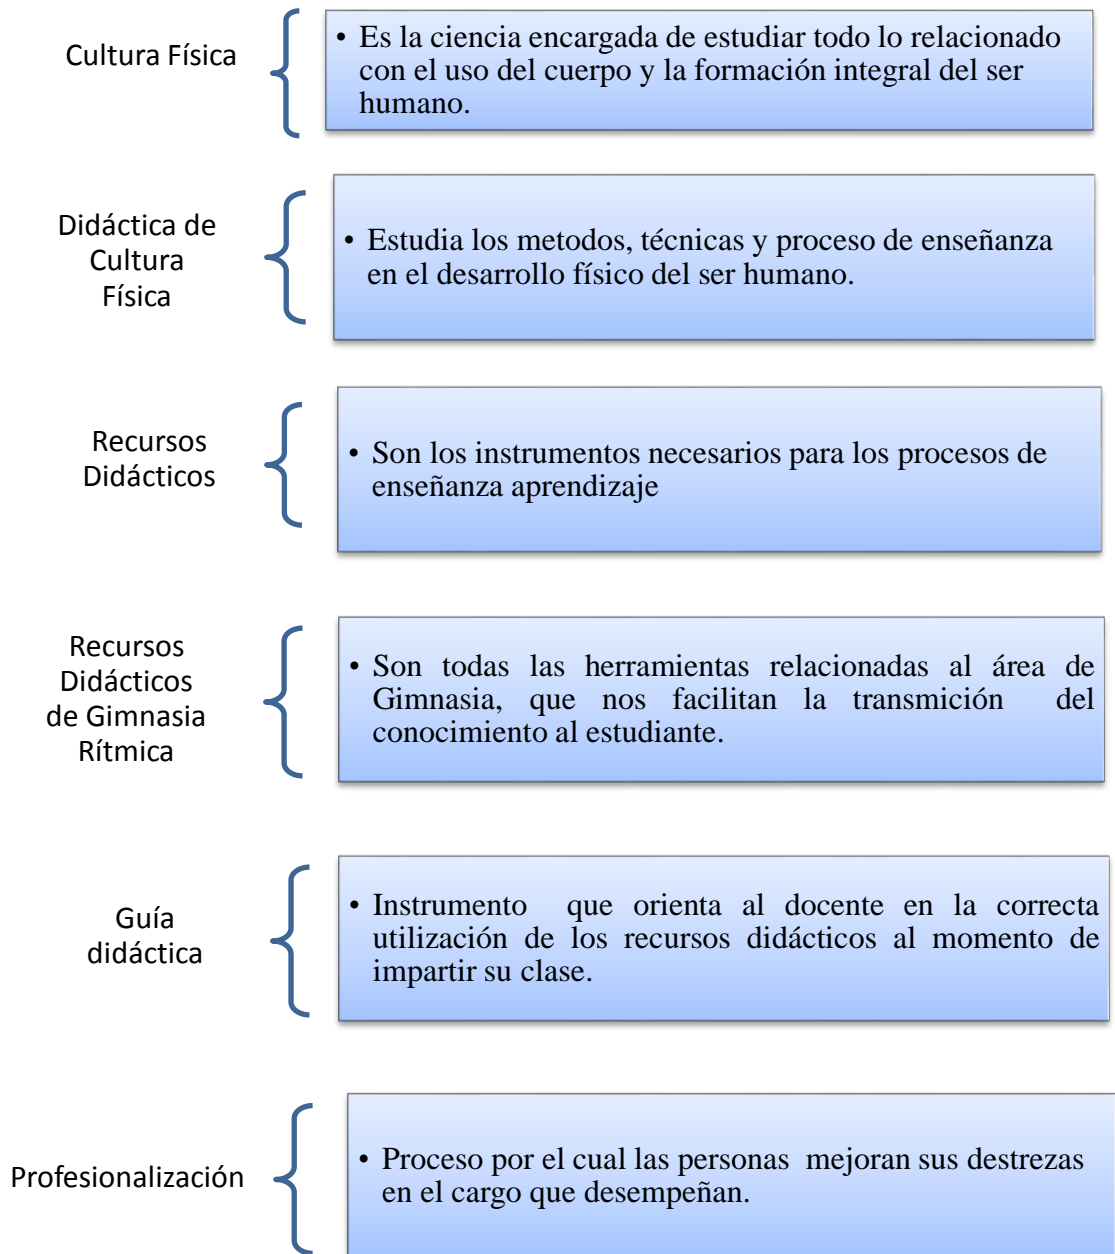 Cultura Física
• Es la ciencia encargada de estudiar todo lo relacionado
con el uso del cuerpo y la formación integral del ser
humano.
Didáctica de
Cultura
Física
• Estudia los metodos, técnicas y proceso de enseñanza
en el desarrollo físico del ser humano.
Recursos
Didácticos
• Son los instrumentos necesarios para los procesos de
enseñanza aprendizaje
Recursos
Didácticos
de Gimnasia
Rítmica
• Son todas las herramientas relacionadas al área de
Gimnasia, que nos facilitan la transmición del
conocimiento al estudiante.
Guía
didáctica
• Instrumento que orienta al docente en la correcta
utilización de los recursos didácticos al momento de
impartir su clase.
Profesionalización
• Proceso por el cual las personas mejoran sus destrezas
en el cargo que desempeñan.